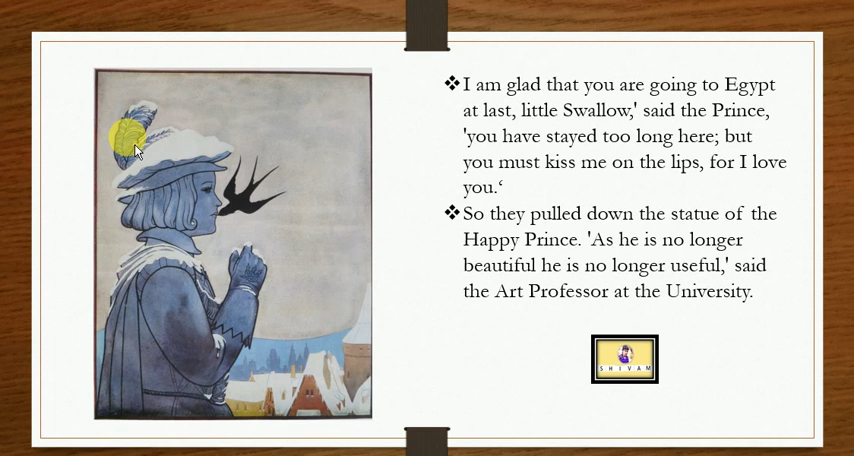 ❖I am glad that you are going to Egypt
at last, little Swallow,' said the Prince,
'you have stayed too long here; but
you must kiss me on the lips, for I love
you.‘
❖So they pulled down the statue of the
Happy Prince. 'As he is no longer
beautiful he is no longer useful,' said
the Art Professor at the University.
SHIVAM